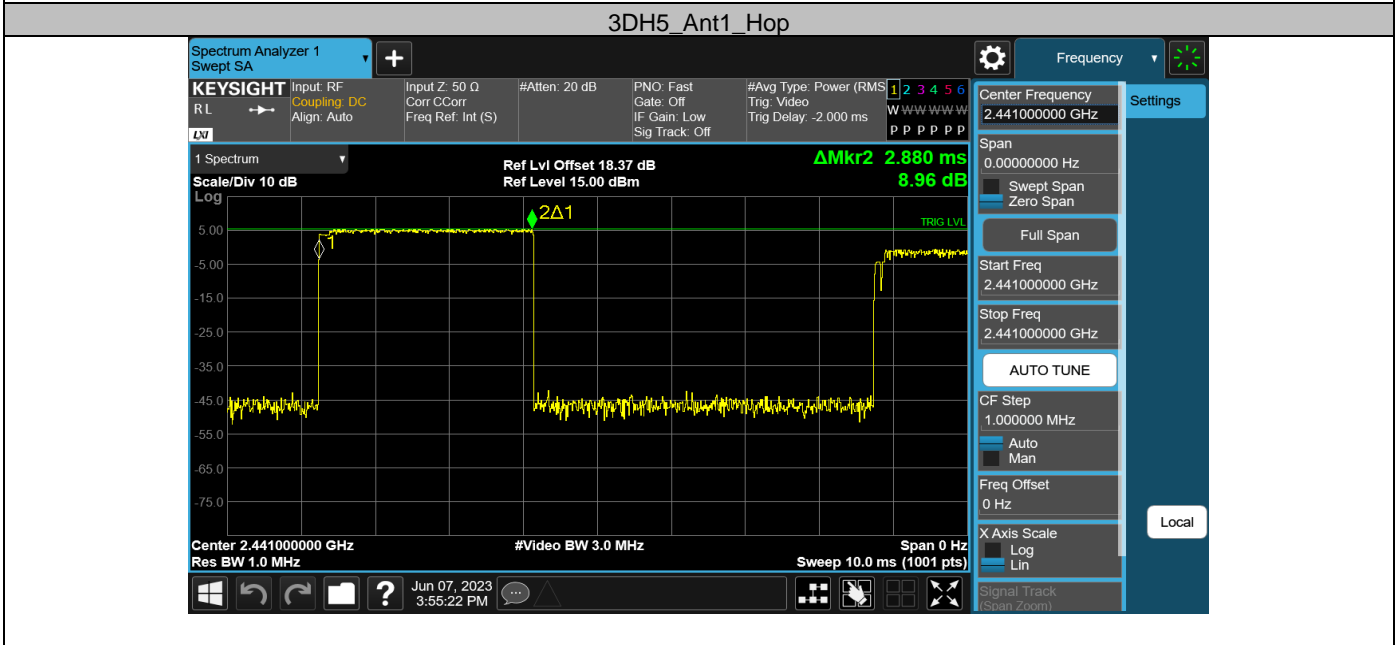 3DH5_Ant1_Hop
Spectrum Analyzer 1
Swept SA
Frequency
KEYSIGHT
RL
LXI
Input: RF
Coupling: DC
Align: Auto
Input Z: 50 Ω
Corr CCorr
Freq Ref: Int (S)
#Atten: 20 dB
PNO: Fast
Gate: Off
IF Gain: Low
Sig Track: Off
#Avg Type: Power (RMS
Trig: Video
Trig Delay: -2.000 ms
1 2 3 4 5 6
W W W W W W
P P P P P P
1 Spectrum
Scale/Div 10 dB
Log
Ref Lvl Offset 18.37 dB
Ref Level 15.00 dBm
ΔMkr2 2.880 ms
8.96 dB
2Δ1
1
TRIG LVL
5.00
-5.00
-15.0
-25.0
-35.0
-45.0
-55.0
-65.0
-75.0
Center 2.441000000 GHz
Res BW 1.0 MHz
#Video BW 3.0 MHz
Span 0 Hz
Sweep 10.0 ms (1001 pts)
Jun 07, 2023
3:55:22 PM
Center Frequency
2.441000000 GHz
Span
0.00000000 Hz
Swept Span
Zero Span
Full Span
Start Freq
2.441000000 GHz
Stop Freq
2.441000000 GHz
AUTO TUNE
CF Step
1.000000 MHz
Auto
Man
Freq Offset
0 Hz
X Axis Scale
Log
Lin
Signal Track
(Span Zoom)
Settings
Local